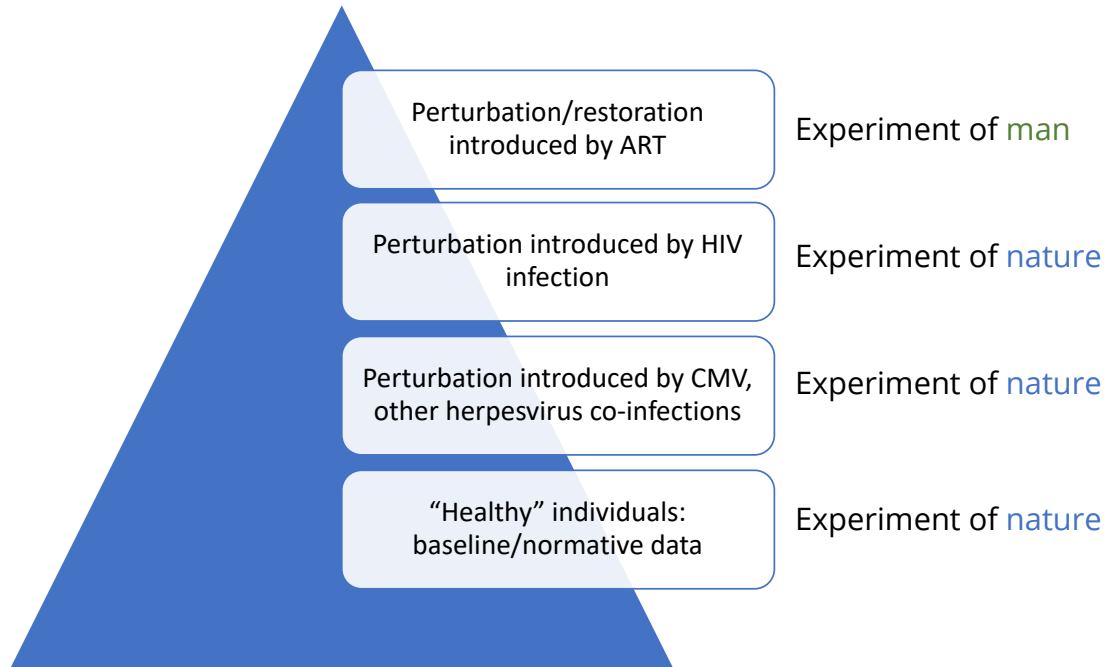 Perturbation/restoration
introduced by ART
Experiment of man
Perturbation introduced by HIV
infection
Experiment of nature
Perturbation introduced by CMV,
other herpesvirus co-infections
Experiment of nature
“Healthy” individuals:
baseline/normative data
Experiment of nature